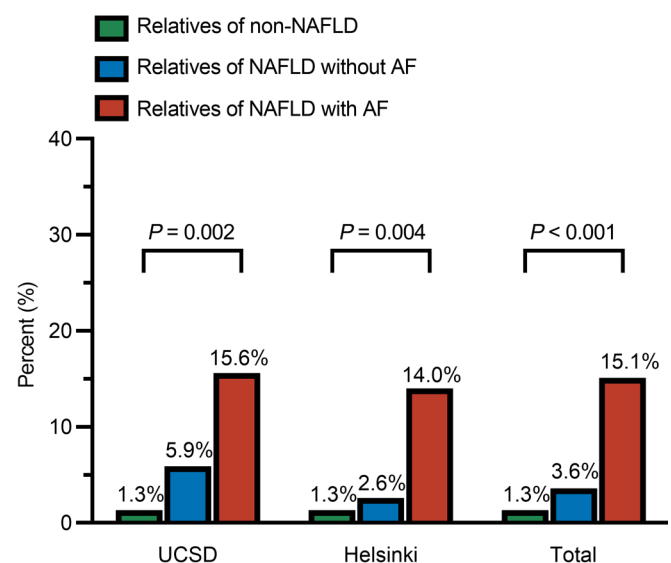 Relatives of non-NAFLD
Relatives of NAFLD without AF
Relatives of NAFLD with AF
Percent (%)
40
30
20
10
0
P = 0.002
P = 0.004
P < 0.001
1.3%
5.9%
15.6%
1.3%
2.6%
14.0%
1.3%
3.6%
15.1%
UCSD
Helsinki
Total